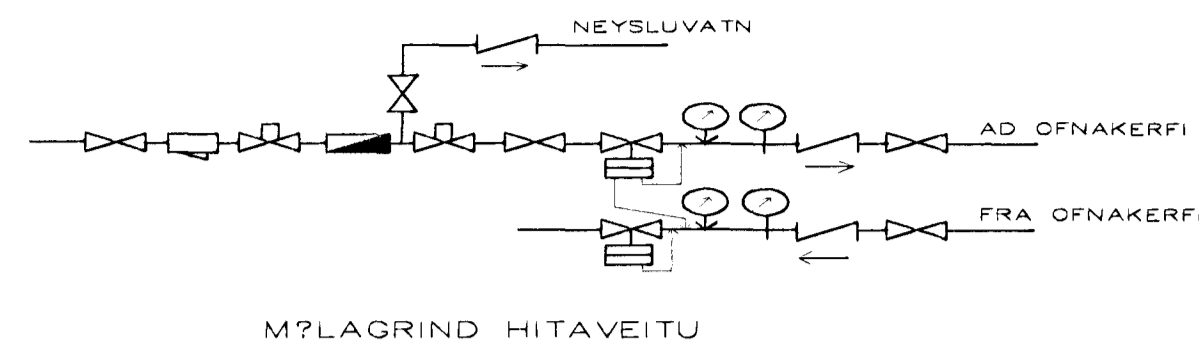 NEYSLUVATN
AD OFNAKERFI
FRA OFNAKERFI
M?LAGRIND HITAVEITU